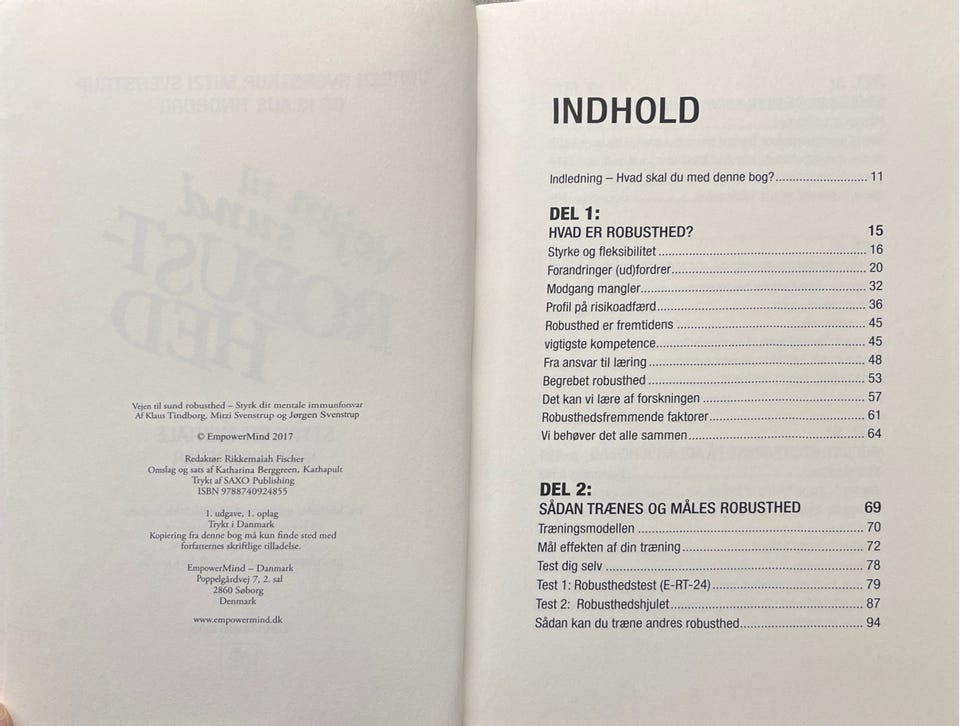 Vejen til sund robusthed – Styrk dit mentale immunforsvar
Af Klaus Tindborg, Mitzi Svenstrup og Jørgen Svenstrup
© EmpowerMind 2017
Redaktør: Rikkemaiah Fischer
Omslag og sats af Katharina Berggreen, Kathapult
Trykt af SAXO Publishing
ISBN 9788740924855
1. udgave, 1. oplag
Trykt i Danmark
Kopiering fra denne bog må kun finde sted med
forfatternes skriftlige tilladelse.
EmpowerMind – Danmark
Poppelgårdvej 7, 2. sal
2860 Søborg
Denmark
www.empowermind.dk
INDHOLD
Indledning – Hvad skal du med denne bog? 11
DEL 1:
HVAD ER ROBUSTHED? 15
Styrke og fleksibilitet 16
Forandringer (ud)fordrer 20
Modgang mangler 32
Profil på risikoadfærd 36
Robusthed er fremtidens 45
vigtigste kompetence 45
Fra ansvar til læring 48
Begrebet robusthed 53
Det kan vi lære af forskningen 57
Robusthedsfremmende faktorer 61
Vi behøver det alle sammen 64
DEL 2:
SÅDAN TRÆNES OG MÅLES ROBUSTHED 69
Træningsmodellen 70
Mål effekten af din træning 72
Test dig selv 78
Test 1: Robusthedstest (E-RT-24) 79
Test 2: Robusthedshjulet 87
Sådan kan du træne andres robusthed 94